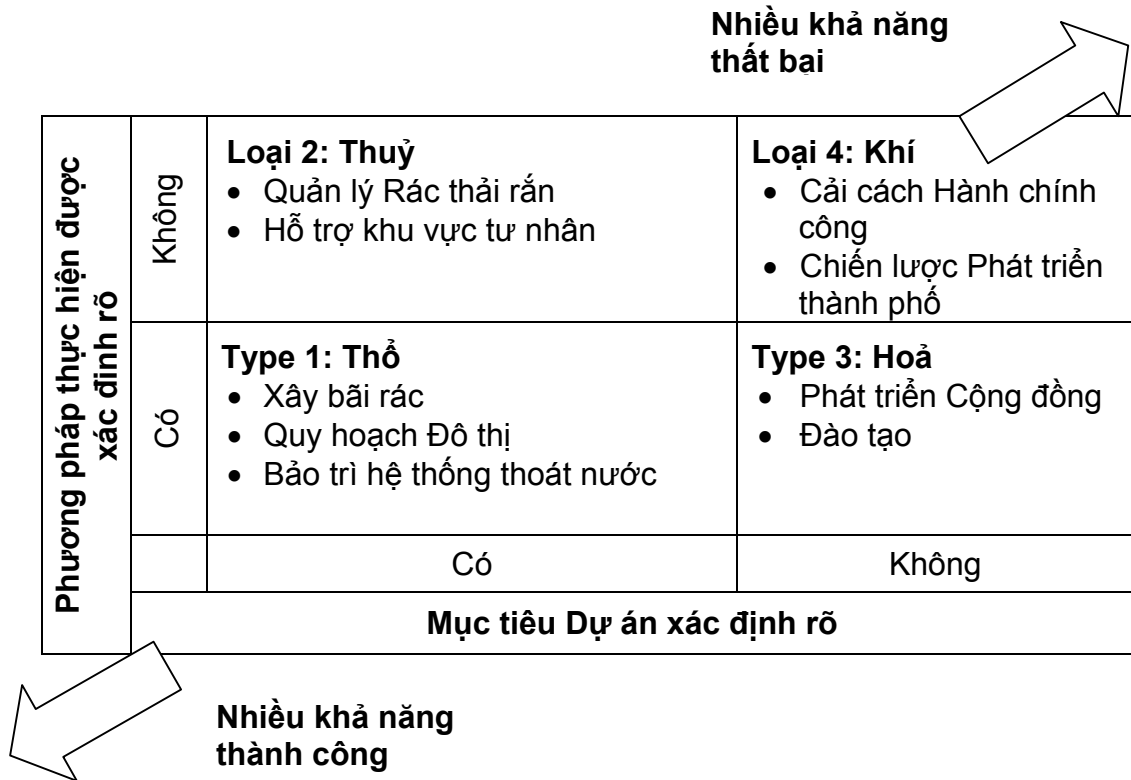 Nhiều khả năng
thất bại
Phương pháp thực hiện được
xác đinh rõ
Không
Loại 2: Thuỷ
• Quản lý Rác thải rắn
• Hỗ trợ khu vực tư nhân
Loại 4: Khí
• Cải cách Hành chính
công
• Chiến lược Phát triển
thành phố
Có
Type 1: Thổ
• Xây bãi rác
• Quy hoạch Đô thị
• Bảo trì hệ thống thoát nước
Type 3: Hoả
• Phát triển Cộng đồng
• Đào tạo
Có
Không
Mục tiêu Dự án xác định rõ
Nhiều khả năng
thành công